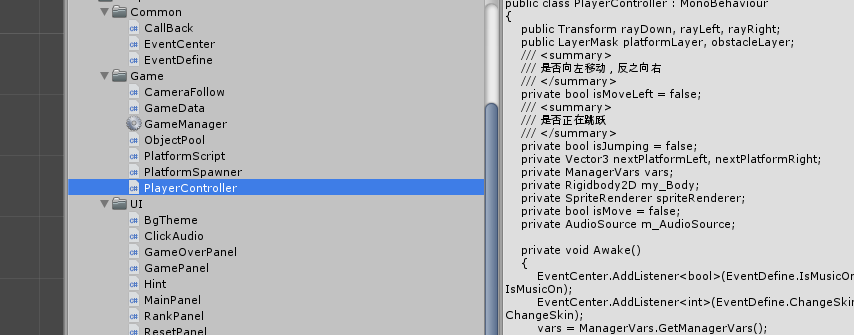 Common
CallBack
EventCenter
EventDefine
Game
CameraFollow
GameData
GameManager
ObjectPool
PlatformScript
PlatformSpawner
PlayerController
UI
BgTheme
ClickAudio
GameOverPanel
GamePanel
Hint
MainPanel
RankPanel
ResetPanel
public class PlayerController : MonoBehaviour
{
public Transform rayDown, rayLeft, rayRight;
public LayerMask platformLayer, obstacleLayer;
/// <summary>
/// 是否向左移动，反之向右
/// </summary>
private bool isMoveLeft = false;
/// <summary>
/// 是否正在跳跃
/// </summary>
private bool isJumping = false;
private Vector3 nextPlatformLeft, nextPlatformRight;
private ManagerVars vars;
private Rigidbody2D my_Body;
private SpriteRenderer spriteRenderer;
private bool isMove = false;
private AudioSource m_AudioSource;
private void Awake()
{
EventCenter.AddListener<bool>(EventDefine.IsMusicOn,
IsMusicOn);
EventCenter.AddListener<int>(EventDefine.ChangeSkin,
ChangeSkin);
vars = ManagerVars.GetManagerVars();